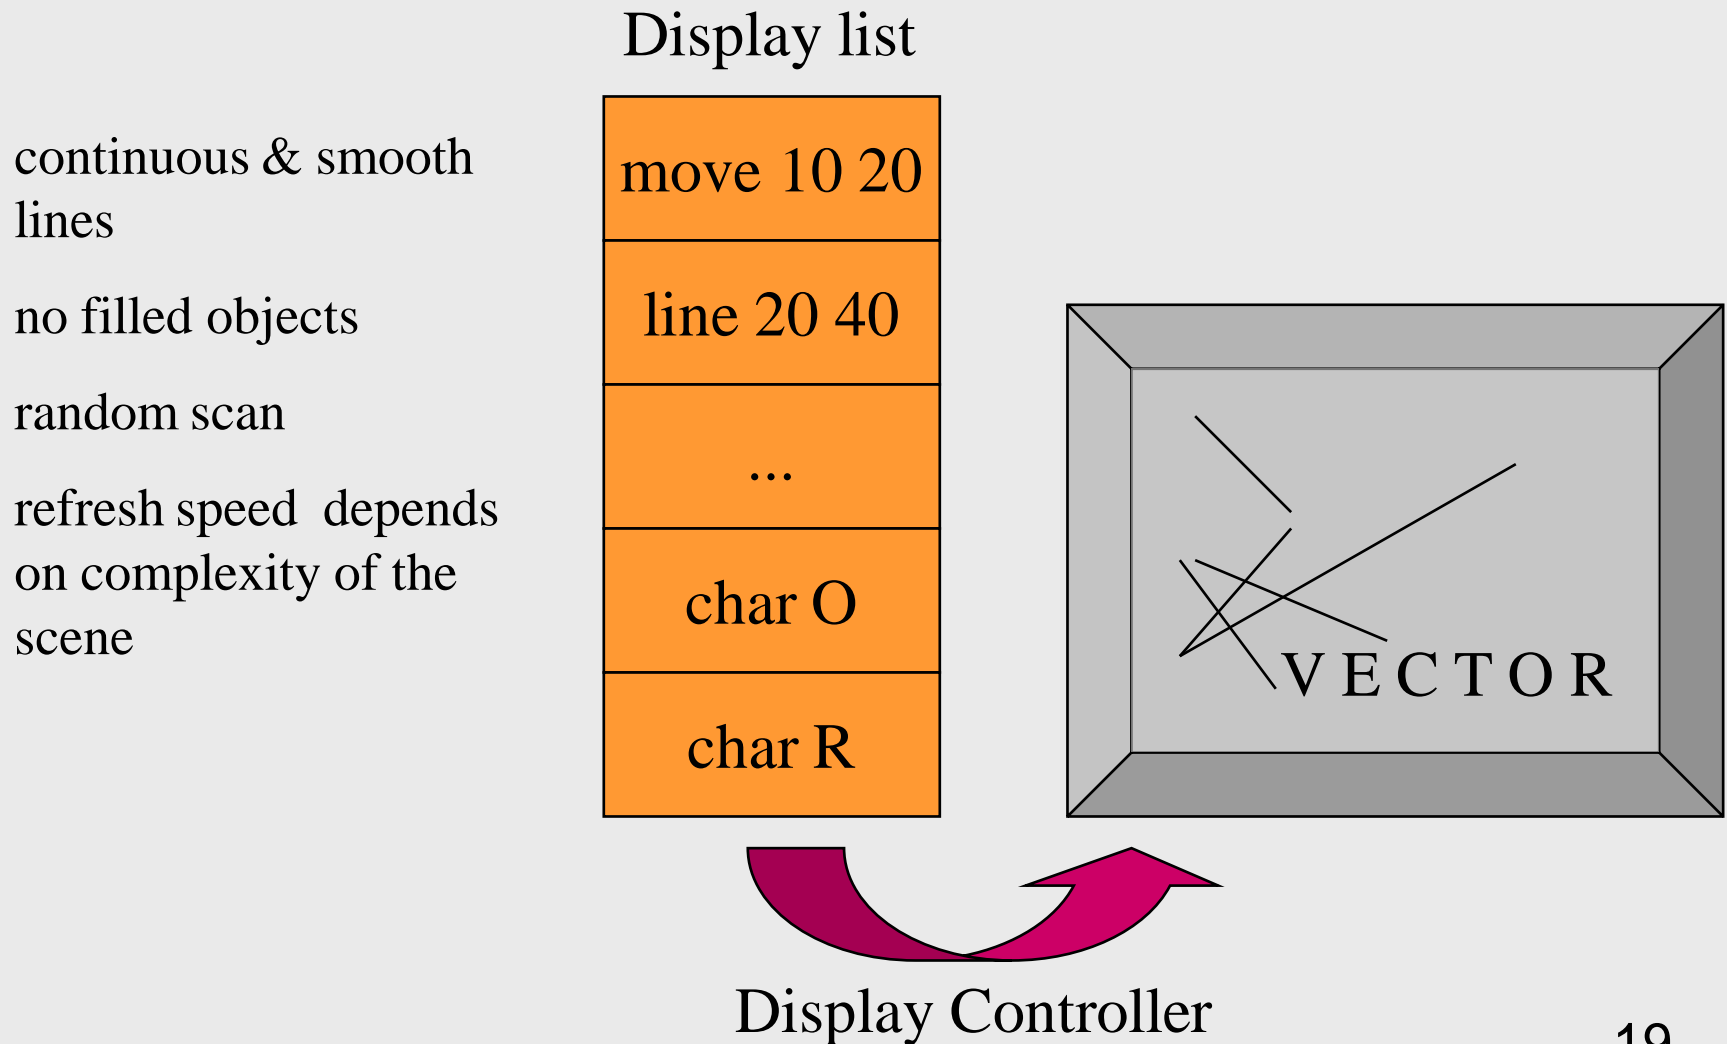 Display list
continuous & smooth
lines
no filled objects
random scan
refresh speed depends
on complexity of the
scene
move 10 20
line 20 40
...
char O
char R
V E C T O R
Display Controller
19